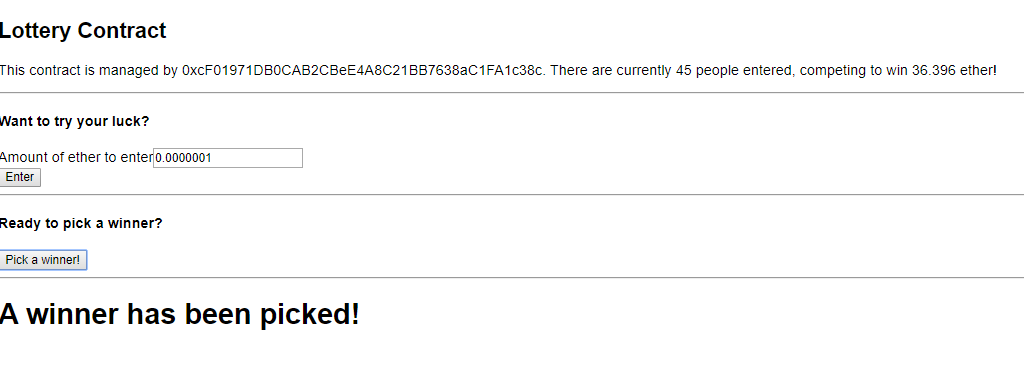 Lottery Contract
This contract is managed by 0xcF01971DB0CAB2CBeE4A8C21BB7638aC1FA1c38c. There are currently 45 people entered, competing to win 36.396 ether!
Want to try your luck?
Amount of ether to enter 0.0000001
Enter
Ready to pick a winner?
Pick a winner!
A winner has been picked!